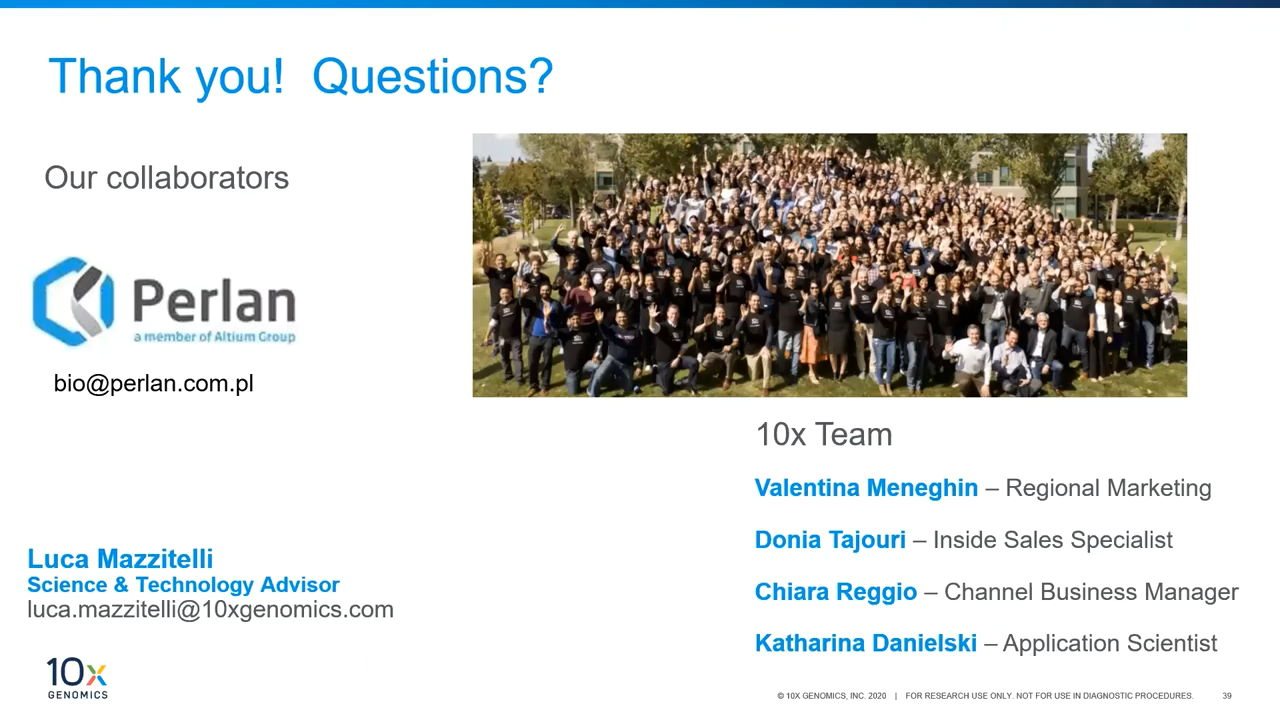 Thank you!  Questions?
Our collaborators
Perlan
a member of Altium Group
bio@perlan.com.pl
10x Team
Valentina Meneghin – Regional Marketing
Donia Tajouri – Inside Sales Specialist
Chiara Reggio – Channel Business Manager
Katharina Danielski – Application Scientist
Luca Mazzitelli
Science & Technology Advisor
luca.mazzitelli@10xgenomics.com
10x
GENOMICS
© 10X GENOMICS, INC. 2020 | FOR RESEARCH USE ONLY. NOT FOR USE IN DIAGNOSTIC PROCEDURES. 39